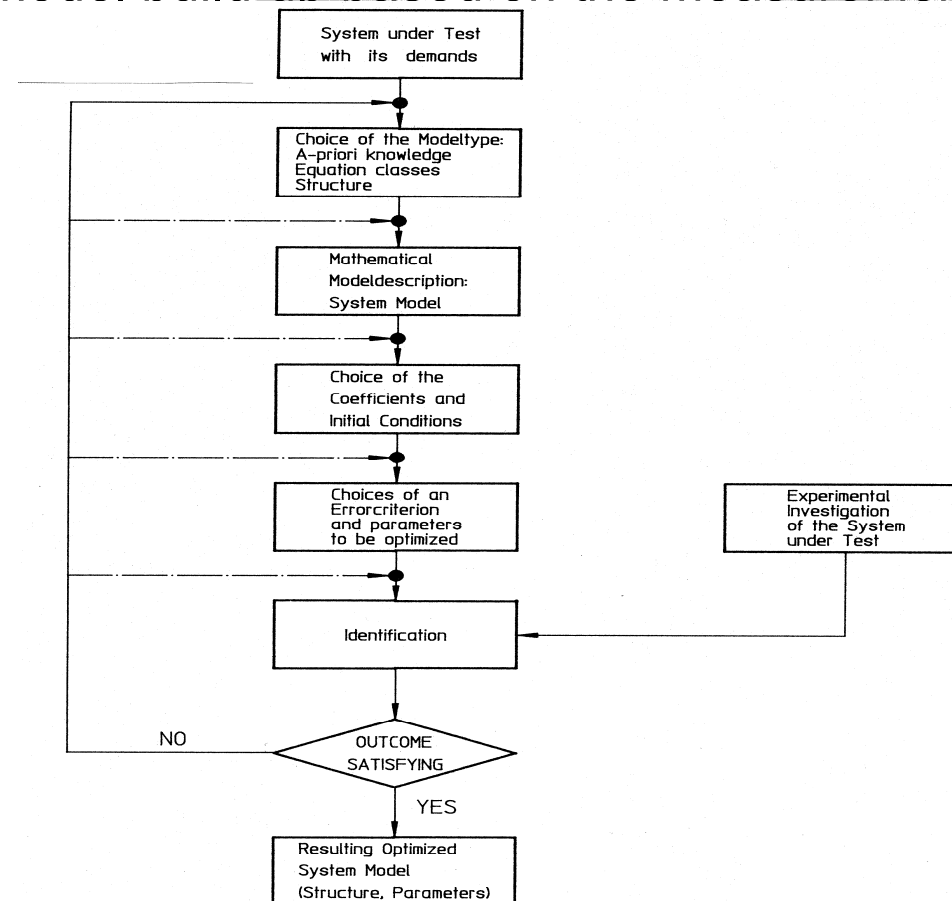 System under Test
with its demands
Choice of the Modeltype:
A-priori knowledge
Equation classes
Structure
Mathematical
Modeldescription:
System Model
Choice of the
Coefficients and
Initial Conditions
Choices of an
Errorcriterion
and parameters
to be optimized
Experimental
Investigation
of the System
under Test
Identification
OUTCOME
SATISFYING
NO
YES
Resulting Optimized
System Model
(Structure, Parameters)